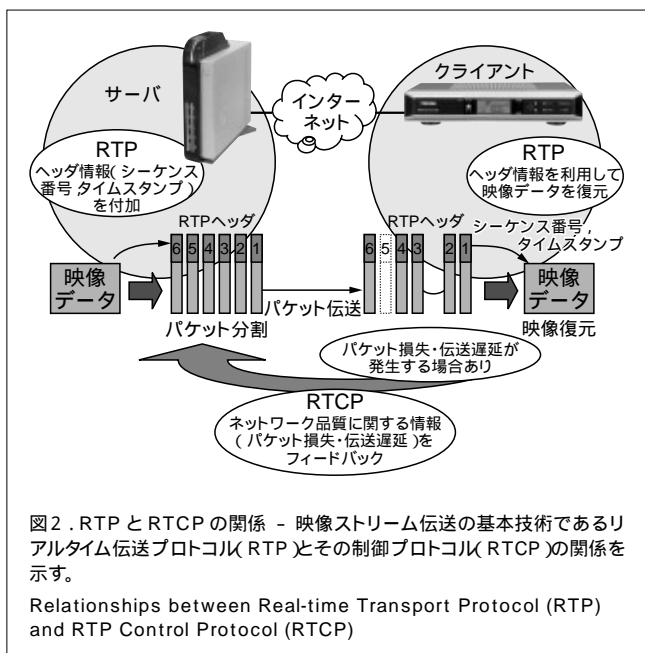 サーバ
クライアント
インター
ネット
RTP
ヘッダ情報(シーケンス
番号,タイムスタンプ)
を付加
RTP
ヘッダ情報を利用して
映像データを復元
RTPヘッダ
RTPヘッダ
シーケンス番号,
タイムスタンプ
6 5 4 3 2 1
6 5 4 3 2 1
映像
データ
パケット伝送
映像
データ
パケット分割
映像復元
パケット損失・伝送遅延が
発生する場合あり
RTCP
ネットワーク品質に関する情報
(パケット損失・伝送遅延)を
フィードバック
図2.RTPとRTCPの関係 - 映像ストリーム伝送の基本技術であるリ
アルタイム伝送プロトコル(RTP)とその制御プロトコル(RTCP)の関係を
示す。
Relationships between Real-time Transport Protocol (RTP)
and RTP Control Protocol (RTCP)